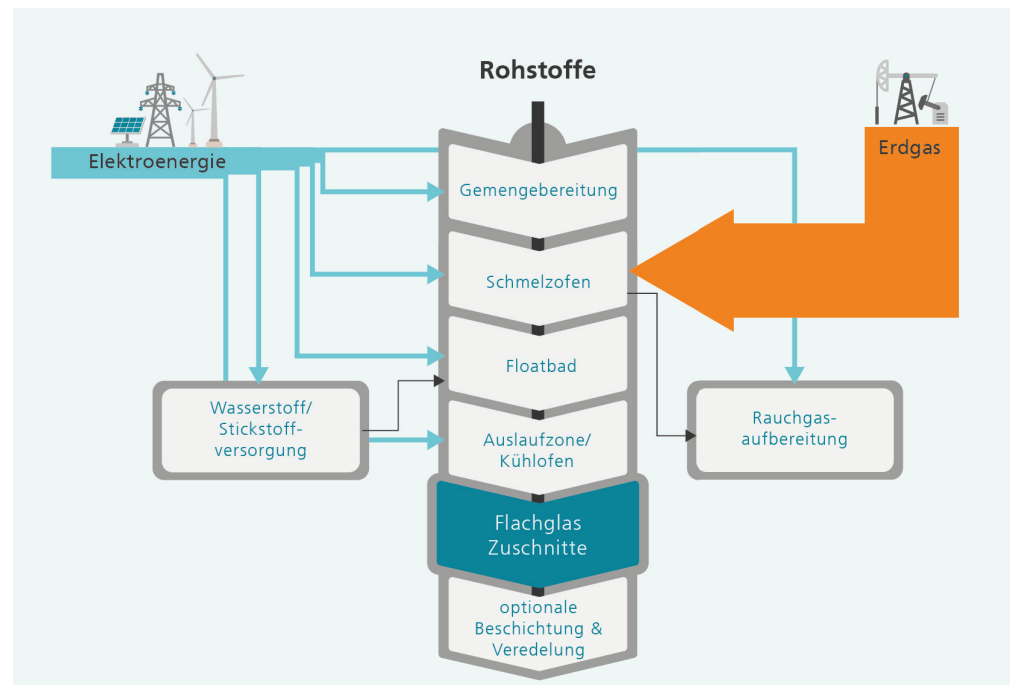 Rohstoffe
Elektroenergie
Erdgas
Gemengebereitung
Schmelzofen
Floatbad
Wasserstoff/
Stickstoff-
versorgung
Auslaufzone/
Kühlofen
Rauchgas-
aufbereitung
Flachglas
Zuschnitte
optionale
Beschichtung &
Veredelung